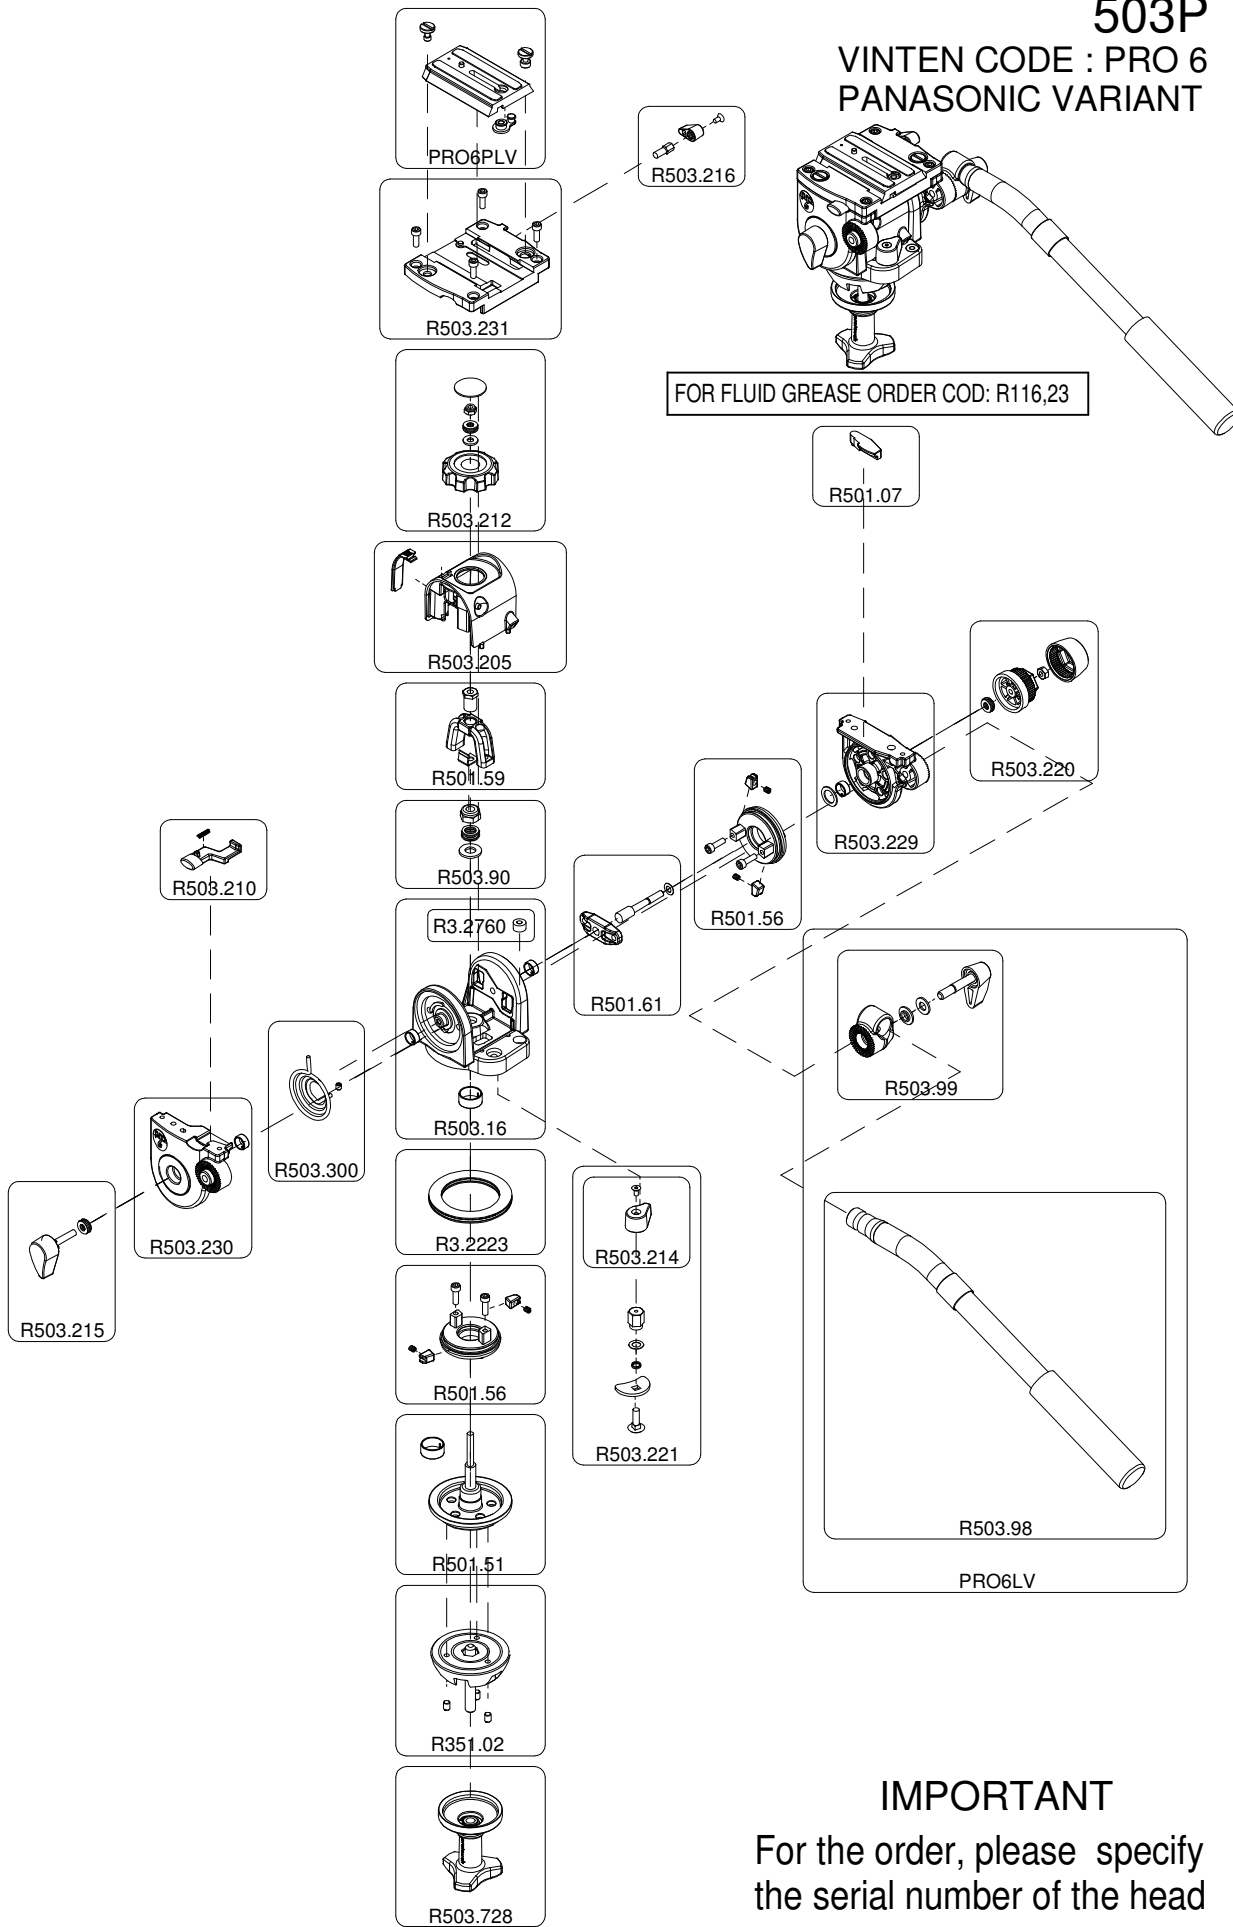 503P
VINTEN CODE : PRO 6
PANASONIC VARIANT
PRO6PLV
R503.216
R503.231
FOR FLUID GREASE ORDER COD: R116,23
R503.212
R501.07
R503.205
R501.59
R503.220
R503.229
R503.90
R503.210
R501.56
R3.2760
R501.61
R503.99
R503.16
R503.300
R503.230
R3.2223
R503.214
R503.215
R501.56
R503.221
R503.98
R501.51
PRO6LV
R351.02
IMPORTANT
For the order, please  specify
the serial number of the head
R503.728